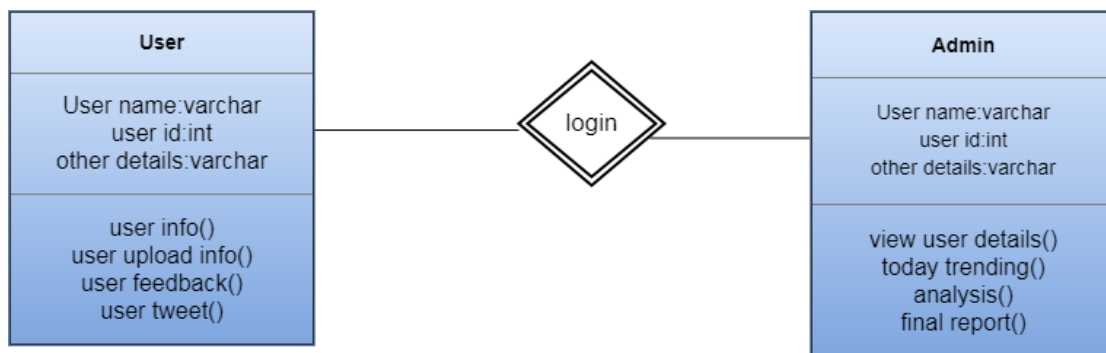 User
User name:varchar
user id:int
other details:varchar
user info()
user upload info()
user feedback()
user tweet()
login
Admin
User name:varchar
user id:int
other details:varchar
view user details()
today trending()
analysis()
final report()